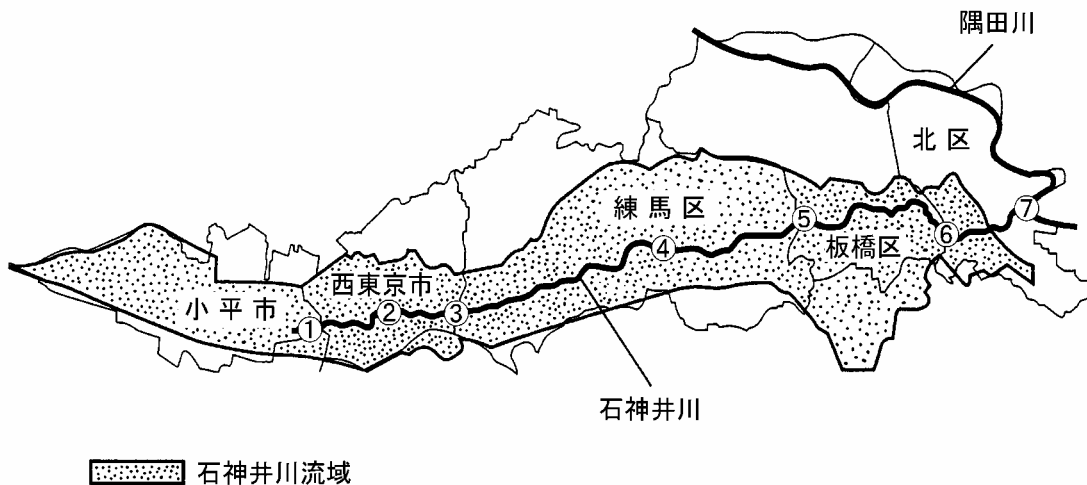 隅田川
北区
練馬区
⑤
⑦
④
板橋区
⑥
西東京市
小平市
②
③
①
石神井川
石神井川流域